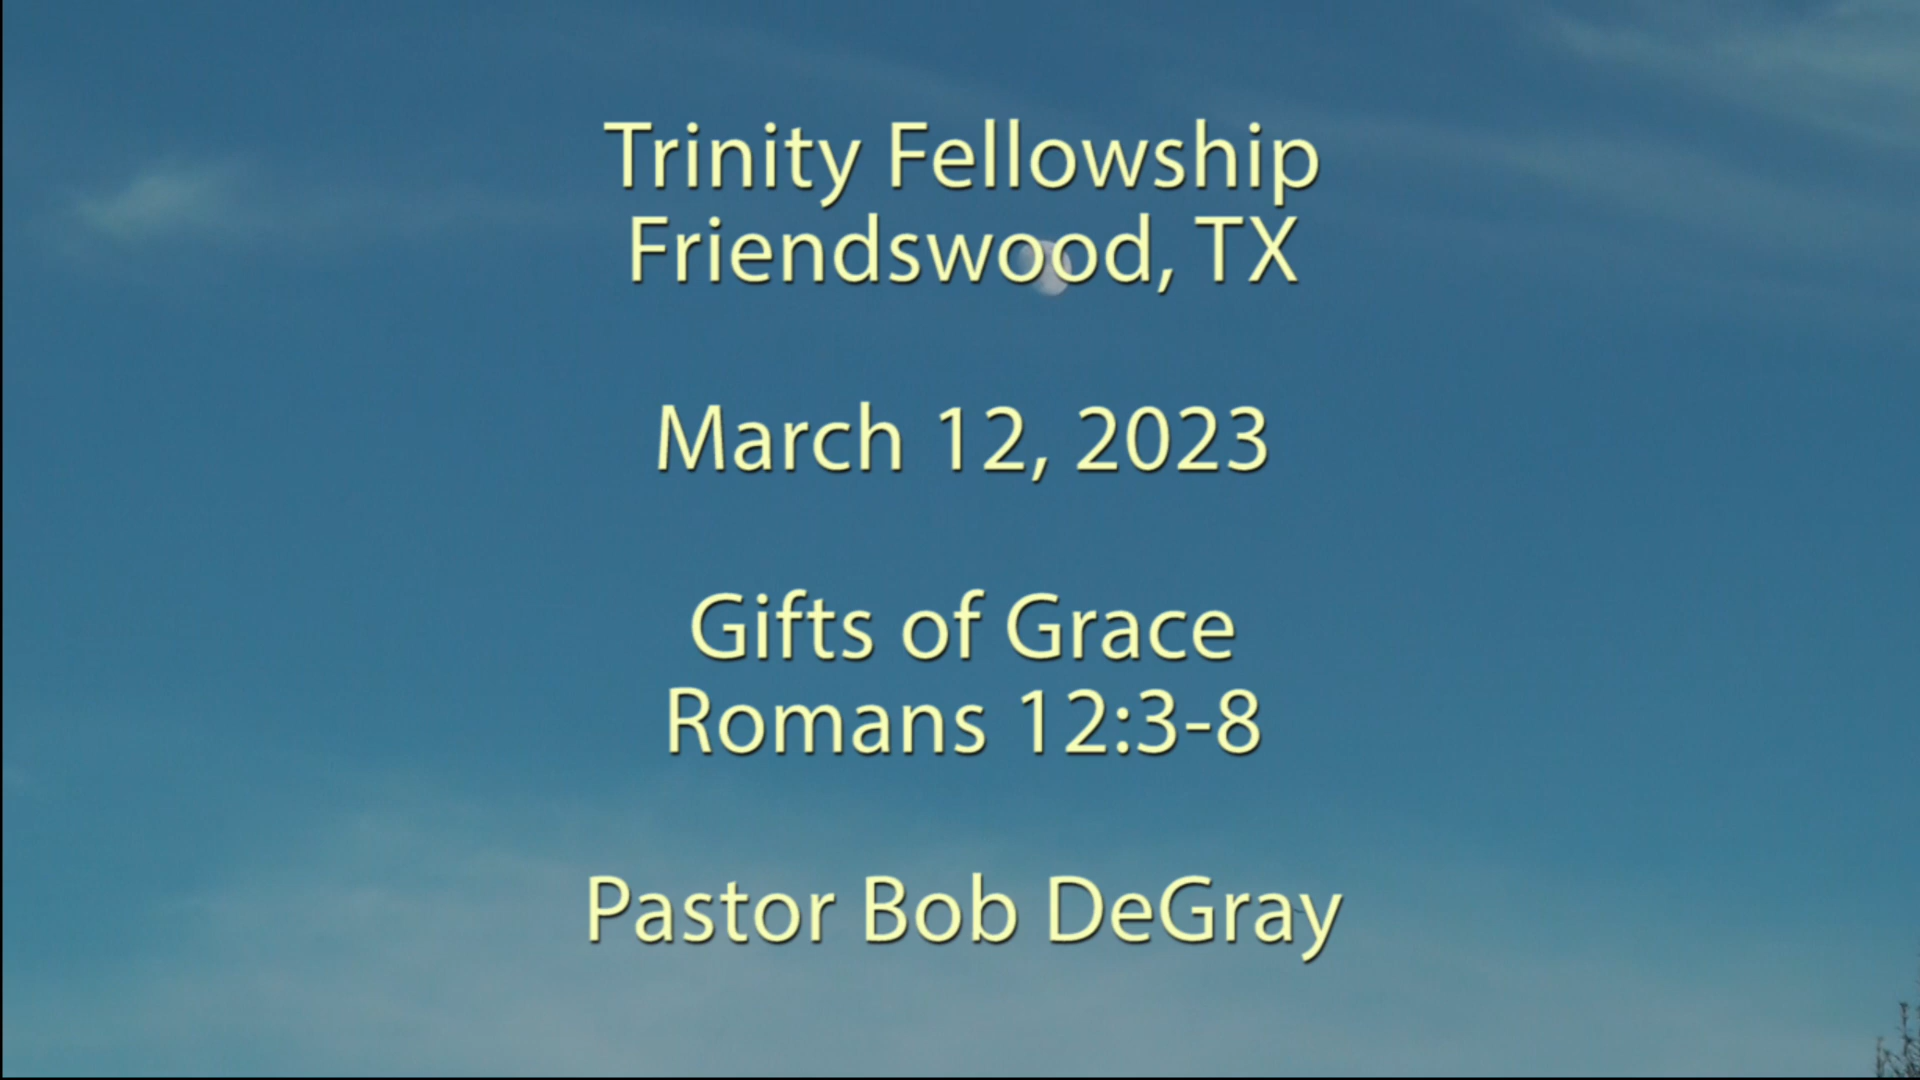 Trinity Fellowship
Friendswood, TX
March 12, 2023
Gifts of Grace
Romans 12:3-8
Pastor Bob DeGray